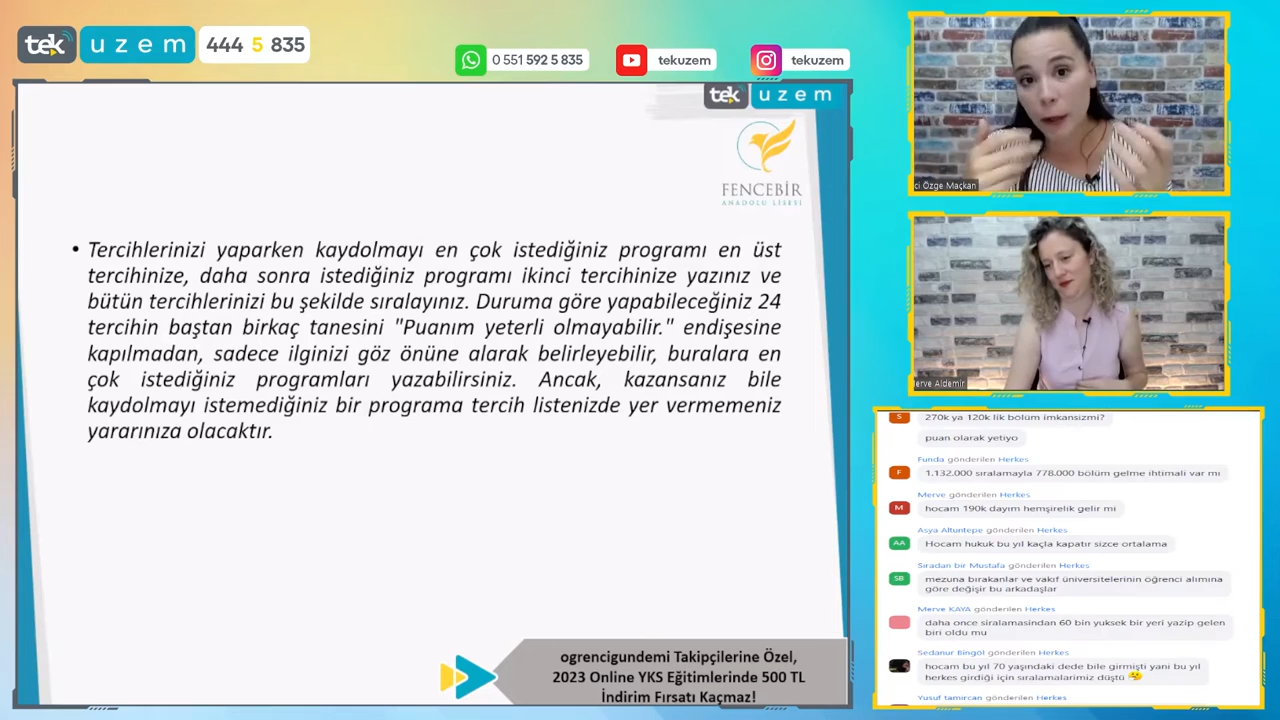 tek uzem 444 5 835
0 551 592 5 835 tekuzem tekuzem
tek uzem
FENCEBİR
ANADOLU LİSESİ
• Tercihlerinizi yaparken kaydolmayı en çok istediğiniz programı en üst
tercihinize, daha sonra istediğiniz programı ikinci tercihinize yazınız ve
bütün tercihlerinizi bu şekilde sıralayınız. Duruma göre yapabileceğiniz 24
tercihin baştan birkaç tanesini "Puanım yeterli olmayabilir." endişesine
kapılmadan, sadece ilginizi göz önüne alarak belirleyebilir, buralara en
çok istediğiniz programları yazabilirsiniz. Ancak, kazansanız bile
kaydolmayı istemediğiniz bir programa tercih listenizde yer vermemeniz
yararınıza olacaktır.
ogrencigundemi Takipçilerine Özel,
2023 Online YKS Eğitimlerinde 500 TL
İndirim Fırsatı Kaçmaz!
ci Özge Maçkan
Merve Aldemir
S 270k ya 120k lik bölüm imkansizmi?
puan olarak yetiyo
Funda gönderilen Herkes
F 1.132.000 sıralamayla 778.000 bölüm gelme ihtimali var mı
Merve gönderilen Herkes
M hocam 190k dayım hemşirelik gelir mi
Asya Altuntepe gönderilen Herkes
AA Hocam hukuk bu yıl kaçla kapatır sizce ortalama
Sıradan bir Mustafa gönderilen Herkes
SB mezuna bırakanlar ve vakıf üniversitelerinin öğrenci alımına
göre değişir bu arkadaşlar
Merve KAYA gönderilen Herkes
daha once siralamasindan 60 bin yuksek bir yeri yazip gelen
biri oldu mu
Sedanur Bingöl gönderilen Herkes
hocam bu yıl 70 yaşındaki dede bile girmişti yani bu yıl
herkes girdiği için sıralamalarimiz düştü
Yusuf tamırcan gönderilen Herkes